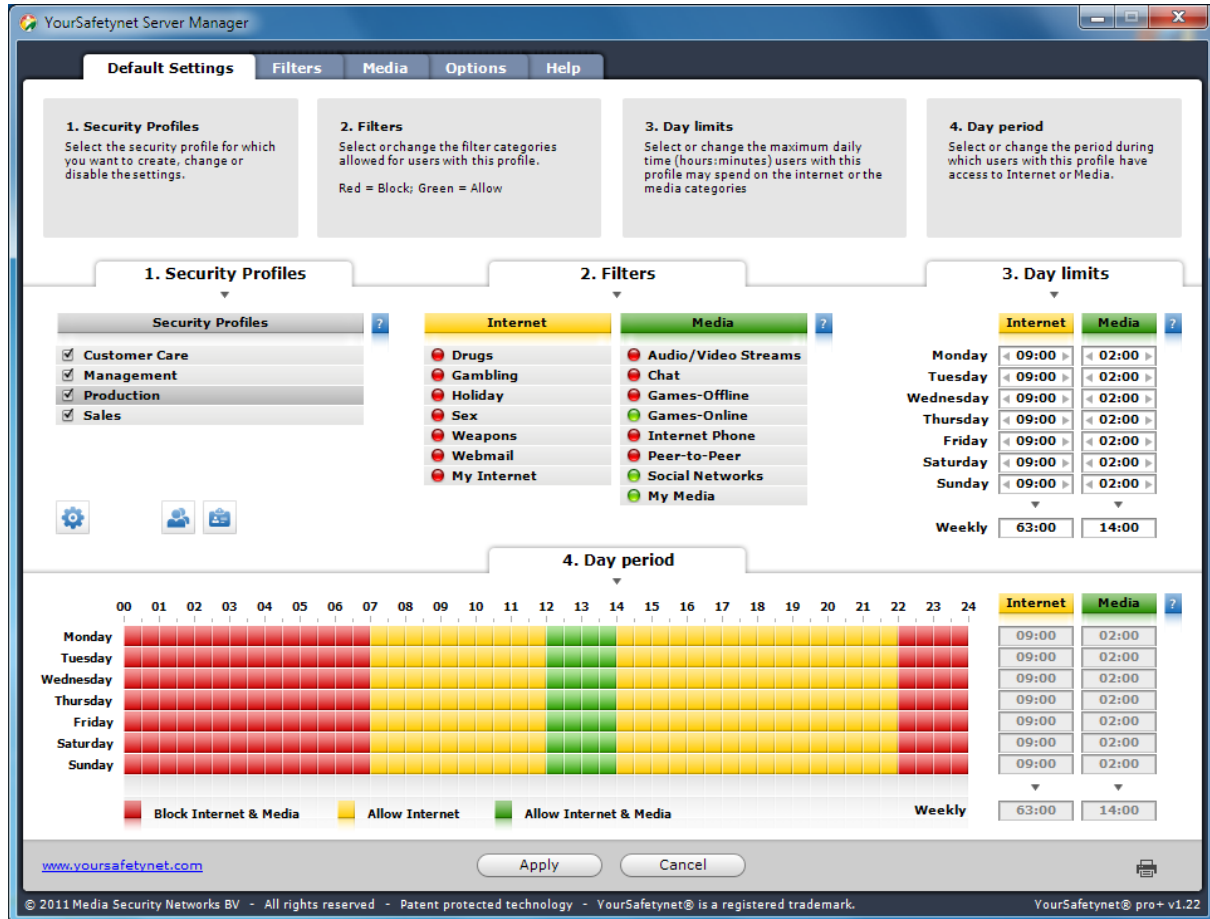 YourSafetynet Server Manager
Default Settings Filters Media Options Help
1. Security Profiles
Select the security profile for which
you want to create, change or
disable the settings.
2. Filters
Select or change the filter categories
allowed for users with this profile.
Red = Block; Green = Allow
3. Day limits
Select or change the maximum daily
time (hours:minutes) users with this
profile may spend on the internet or the
media categories
4. Day period
Select or change the period during
which users with this profile have
access to Internet or Media.
1. Security Profiles
Security Profiles ?
Customer Care
Management
Production
Sales
2. Filters
Internet
Drugs
Gambling
Holiday
Sex
Weapons
Webmail
My Internet
Media ?
Audio/Video Streams
Chat
Games-Offline
Games-Online
Internet Phone
Peer-to-Peer
Social Networks
My Media
3. Day limits
Internet Media ?
Monday 09:00 02:00
Tuesday 09:00 02:00
Wednesday 09:00 02:00
Thursday 09:00 02:00
Friday 09:00 02:00
Saturday 09:00 02:00
Sunday 09:00 02:00
Weekly 63:00 14:00
4. Day period
00 01 02 03 04 05 06 07 08 09 10 11 12 13 14 15 16 17 18 19 20 21 22 23 24 Internet Media ?
Monday 09:00 02:00
Tuesday 09:00 02:00
Wednesday 09:00 02:00
Thursday 09:00 02:00
Friday 09:00 02:00
Saturday 09:00 02:00
Sunday 09:00 02:00
Block Internet & Media Allow Internet Allow Internet & Media Weekly 63:00 14:00
www.yoursafetynet.com Apply Cancel
© 2011 Media Security Networks BV - All rights reserved - Patent protected technology - YourSafetynet® is a registered trademark. YourSafetynet® pro+ v1.22